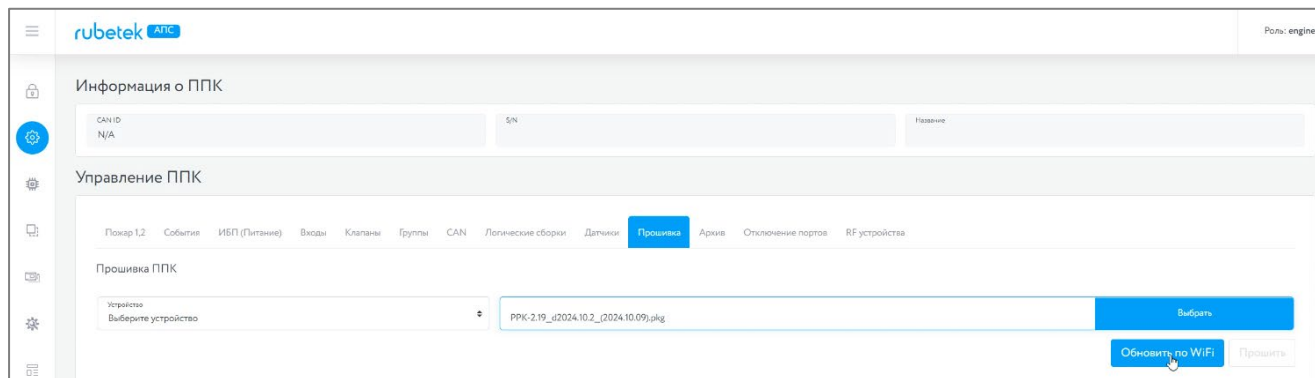 rubetek АПС
Роль: engine
Информация о ППК
CAN ID
N/A
S/N
Название
Управление ППК
Пожар 1,2 События ИБП (Питание) Входы Клапаны Группы CAN Логические сборки Датчики Прошивка Архив Отключение портов RF устройства
Прошивка ППК
Устройство
Выберите устройство
PPK-2.19_d2024.10.2_(2024.10.09).pkg
Выбрать
Обновить по WiFi Прошить